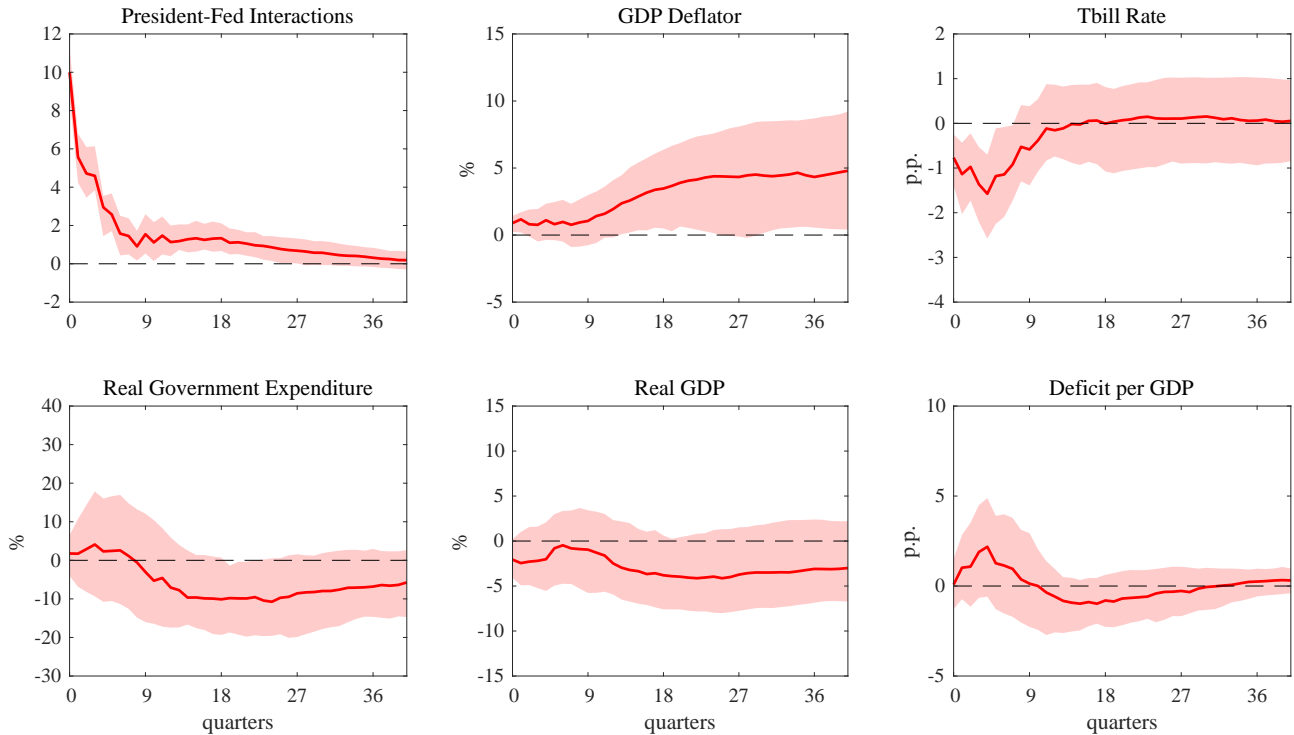 President-Fed Interactions
12
10
8
6
4
2
0
-2
0 9 18 27 36
GDP Deflator
%
15
10
5
0
-5
0 9 18 27 36
Tbill Rate
p.p.
2
1
0
-1
-2
-3
-4
0 9 18 27 36
Real Government Expenditure
%
40
30
20
10
0
-10
-20
-30
0 9 18 27 36
quarters
Real GDP
%
15
10
5
0
-5
-10
-15
0 9 18 27 36
quarters
Deficit per GDP
p.p.
10
5
0
-5
0 9 18 27 36
quarters